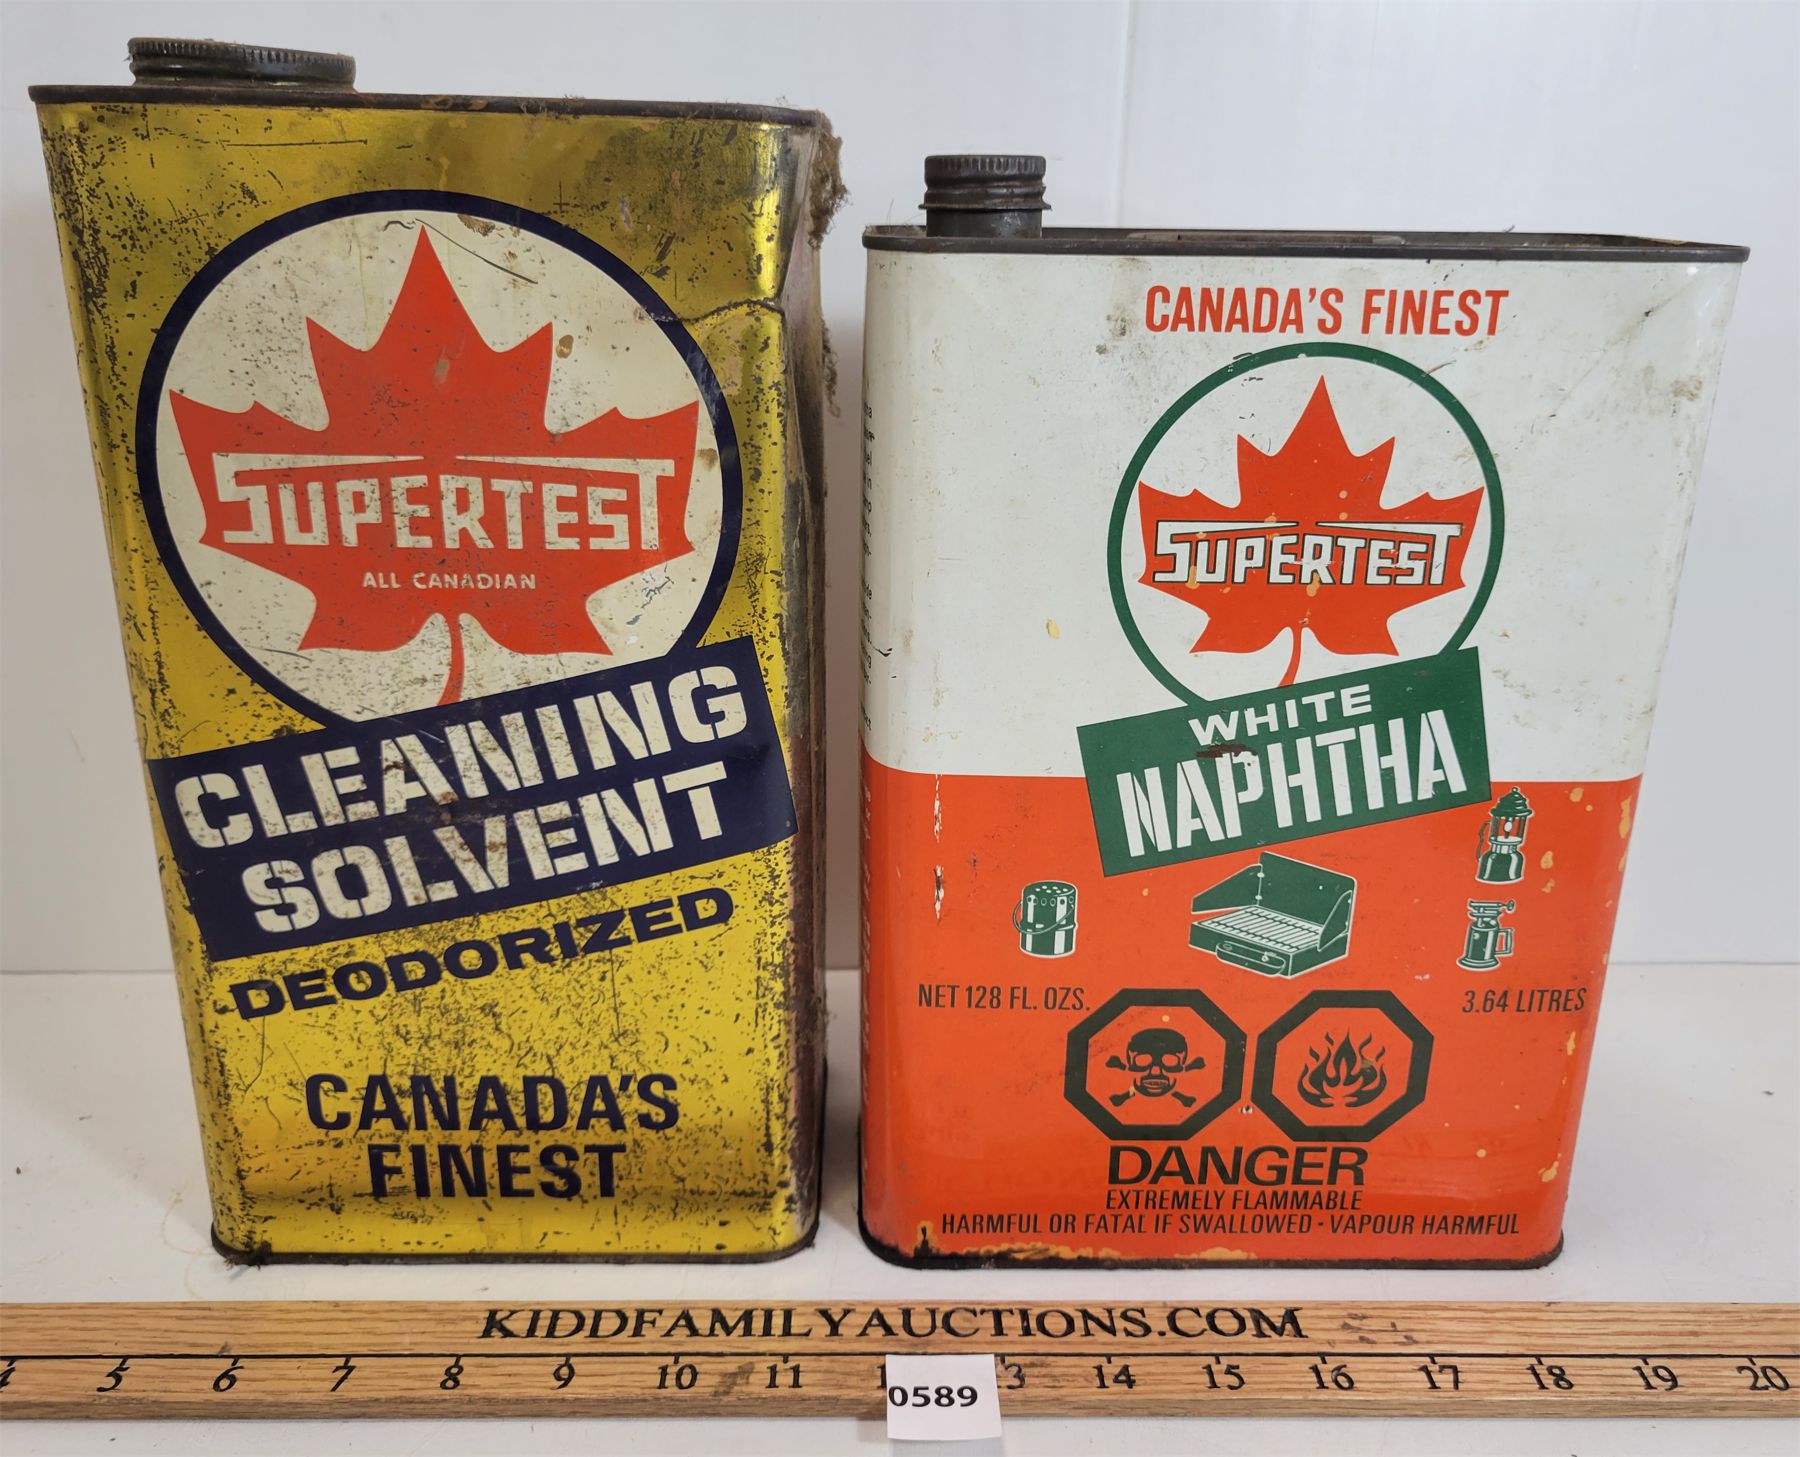 SUPERTEST
ALL CANADIAN
CLEANING
SOLVENT
DEODORIZED
CANADA'S
FINEST
CANADA'S FINEST
SUPERTEST
WHITE
NAPHTHA
NET 128 FL. OZS.
3.64 LITRES
DANGER
EXTREMELY FLAMMABLE
HARMFUL OR FATAL IF SWALLOWED - VAPOUR HARMFUL
KIDDFAMILYAUCTIONS.COM
5 6 7 8 9 10 11 14 15 16 17 18 19 20
0589